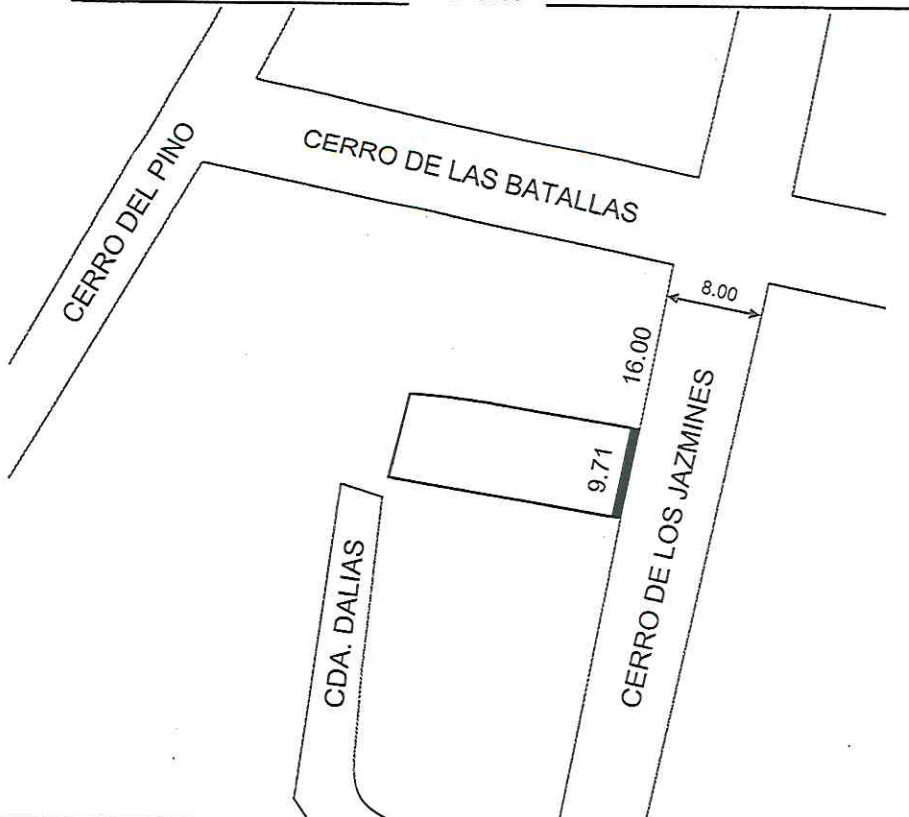 CERRO DEL PINO
CERRO DE LAS BATALLAS
8.00
16.00
9.71
CERRO DE LOS JAZMINES
CDA. DALIAS